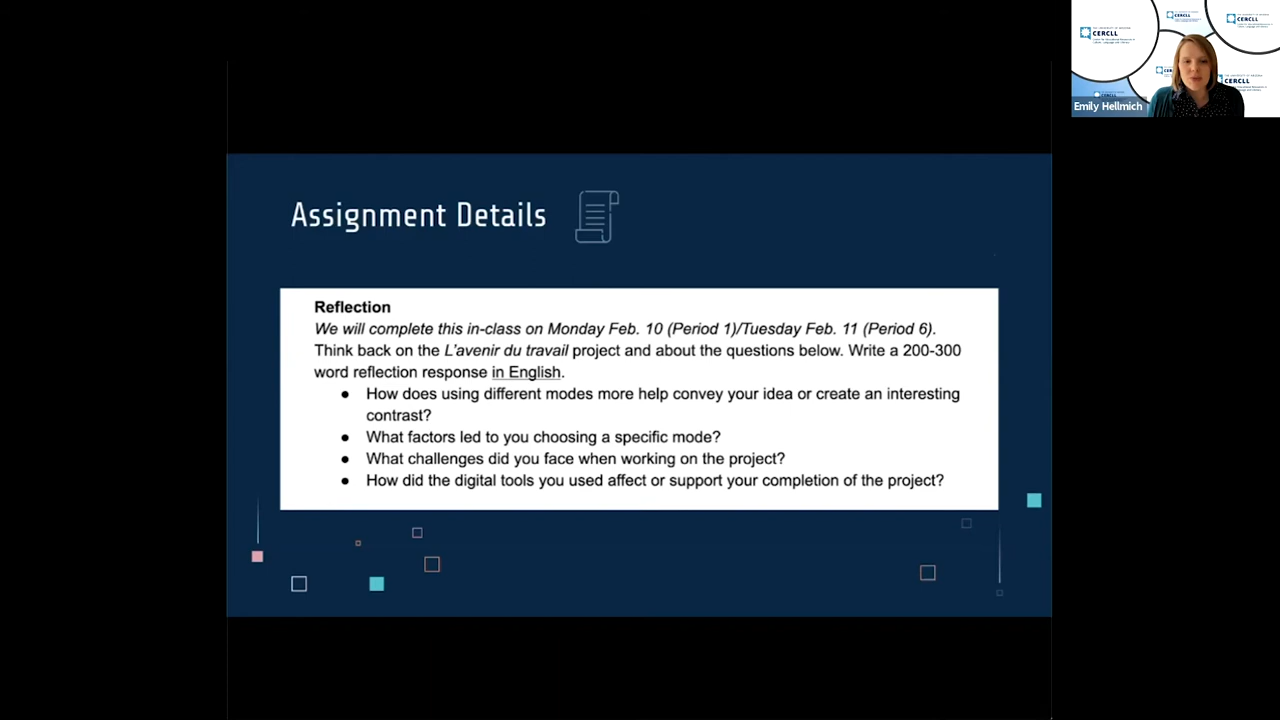 CERCLL
CERCLL
CERCLL
CERCLL
Emily Hellmich
Assignment Details
Reflection
We will complete this in-class on Monday Feb. 10 (Period 1)/Tuesday Feb. 11 (Period 6).
Think back on the L'avenir du travail project and about the questions below. Write a 200-300
word reflection response in English.
● How does using different modes more help convey your idea or create an interesting
contrast?
● What factors led to you choosing a specific mode?
● What challenges did you face when working on the project?
● How did the digital tools you used affect or support your completion of the project?